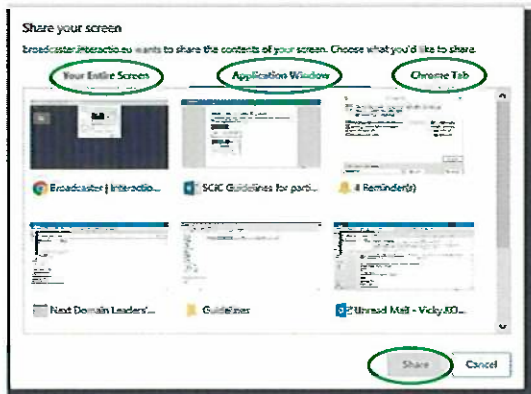 Share your screen
broadcaster.interactio.eu wants to share the contents of your screen. Choose what you'd like to share.
Your Entire Screen Application Window Chrome Tab
Broadcaster | Interactio... SCIC Guidelines for parti... 4 Reminder(s)
Next Domain Leaders'... Guidelines Unread Mail - Vicky.KO...
Share Cancel